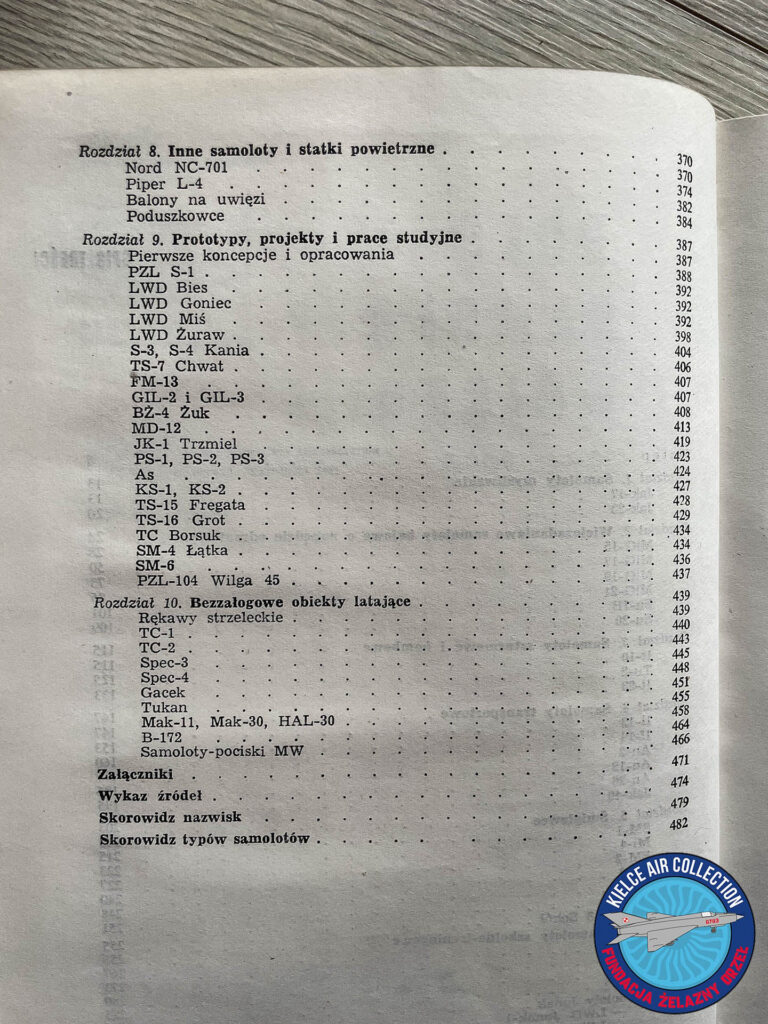 Rozdział 8. Inne samoloty i statki powietrzne . . . . . . . . 370
Nord NC-701 . . . . . . . . . . . . . 370
Piper L-4 . . . . . . . . . . . . . 374
Balony na uwięzi . . . . . . . . . . . . . 382
Poduszkowce . . . . . . . . . . . . . 384
Rozdział 9. Prototypy, projekty i prace studyjne . . . . . . . . 387
Pierwsze koncepcje i opracowania . . . . . . . . . 387
PZL S-1 . . . . . . . . . . . . . 388
LWD Bies . . . . . . . . . . . . . 392
LWD Goniec . . . . . . . . . . . . . 392
LWD Miś . . . . . . . . . . . . . 392
LWD Żuraw . . . . . . . . . . . . . 398
S-3, S-4 Kania . . . . . . . . . . . . . 404
TS-7 Chwat . . . . . . . . . . . . . 406
FM-13 . . . . . . . . . . . . . 407
GIL-2 i GIL-3 . . . . . . . . . . . . . 407
BŻ-4 Żuk . . . . . . . . . . . . . 408
MD-12 . . . . . . . . . . . . . 413
JK-1 Trzmiel . . . . . . . . . . . . . 419
PS-1, PS-2, PS-3 . . . . . . . . . . . . . 423
As . . . . . . . . . . . . . 424
KS-1, KS-2 . . . . . . . . . . . . . 427
TS-15 Fregata . . . . . . . . . . . . . 428
TS-16 Grot . . . . . . . . . . . . . 429
TC Borsuk . . . . . . . . . . . . . 434
SM-4 Łątka . . . . . . . . . . . . . 434
SM-6 . . . . . . . . . . . . . 436
PZL-104 Wilga 45 . . . . . . . . . . . . . 437
Rozdział 10. Bezzałogowe obiekty latające . . . . . . . . . 439
Rękawy strzeleckie . . . . . . . . . . . . . 439
TC-1 . . . . . . . . . . . . . 440
TC-2 . . . . . . . . . . . . . 443
Spec-3 . . . . . . . . . . . . . 445
Spec-4 . . . . . . . . . . . . . 448
Gacek . . . . . . . . . . . . . 451
Tukan . . . . . . . . . . . . . 455
Mak-11, Mak-30, HAL-30 . . . . . . . . . . . 458
B-172 . . . . . . . . . . . . . 464
Samoloty-pociski MW . . . . . . . . . . . . 466
Załączniki . . . . . . . . . . . . . 471
Wykaz źródeł . . . . . . . . . . . . . 474
Skorowidz nazwisk . . . . . . . . . . . . . 479
Skorowidz typów samolotów . . . . . . . . . . . . 482
KIELCE AIR COLLECTION
0703
FUNDACJA ŻELAZNY ORZEŁ